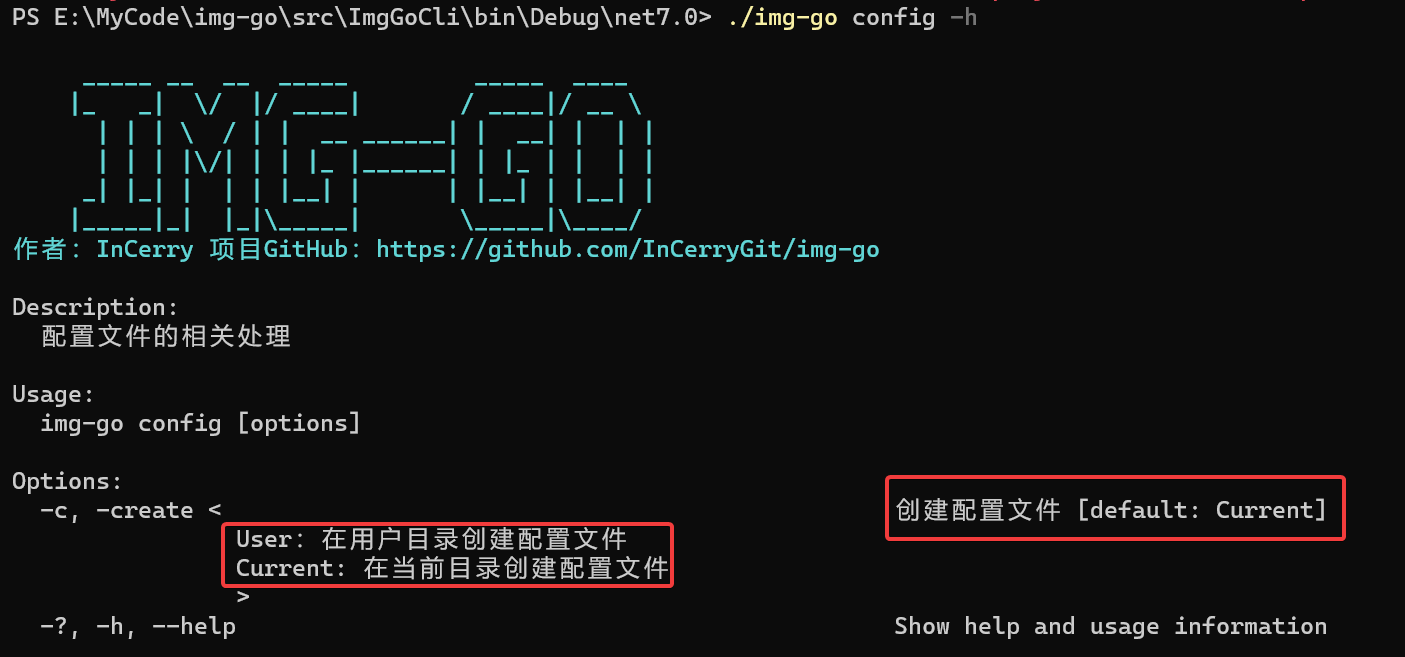 PS E:\MyCode\img-go\src\ImgGoCli\bin\Debug\net7.0> ./img-go config -h
IMG-GO
作者: InCerry 项目GitHub: https://github.com/InCerryGit/img-go
Description:
配置文件的相关处理
Usage:
img-go config [options]
Options:
-c, -create < 创建配置文件 [default: Current]
User: 在用户目录创建配置文件
Current: 在当前目录创建配置文件
>
-?, -h, --help Show help and usage information